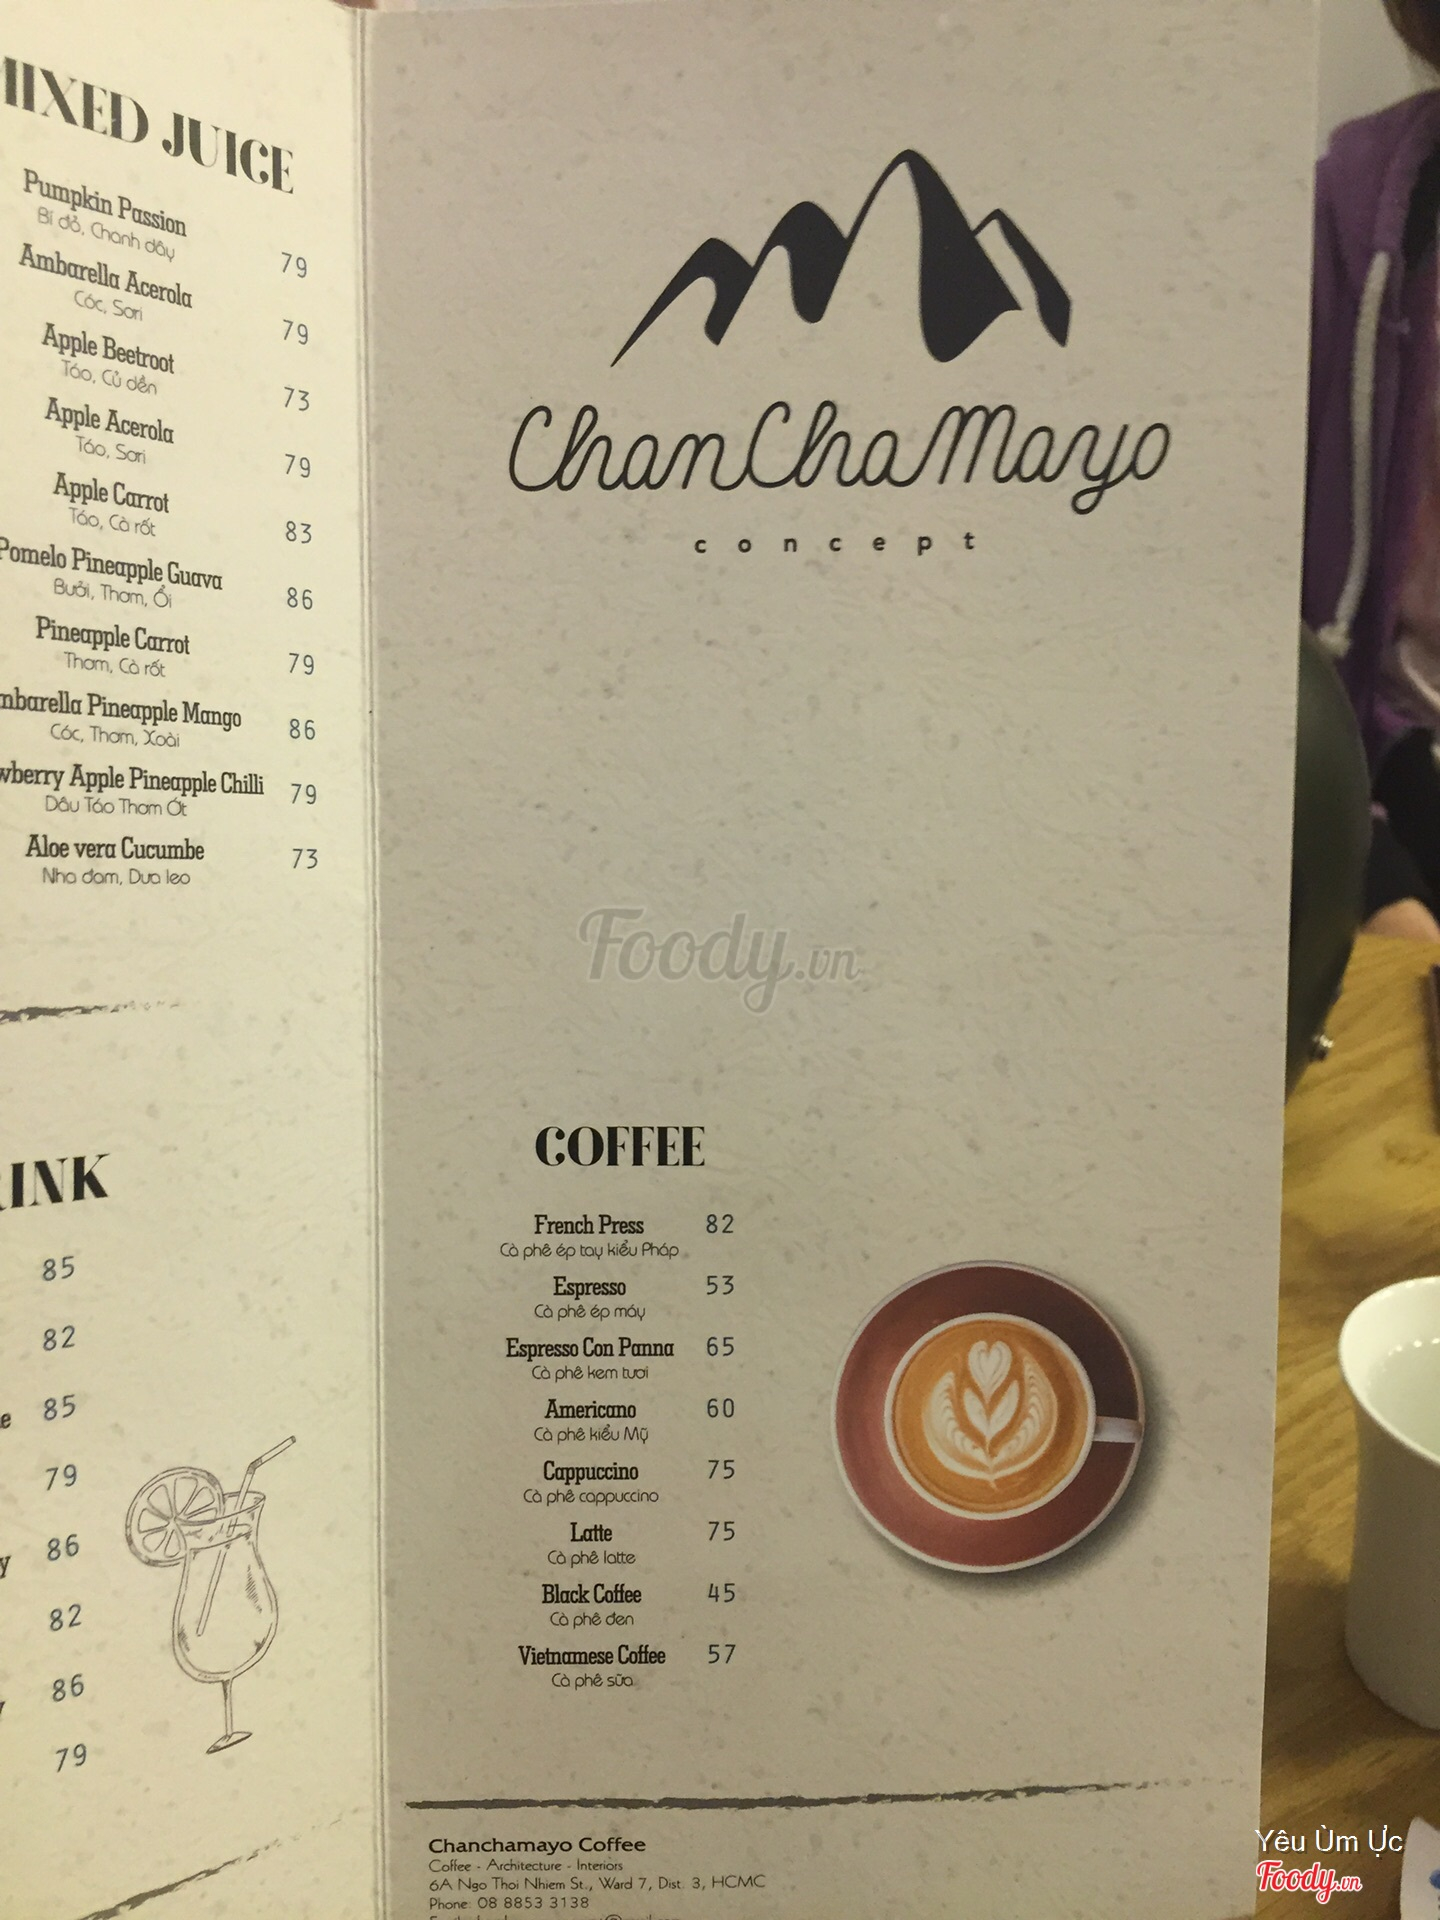 MIXED JUICE
Pumpkin Passion 79
Bí đỏ, Chanh dây
Ambarella Acerola 79
Cóc, Sơri
Apple Beetroot 73
Táo, Củ dền
Apple Acerola 79
Táo, Sơri
Apple Carrot 83
Táo, Cà rốt
Pomelo Pineapple Guava 86
Bưởi, Thơm, Ổi
Pineapple Carrot 79
Thơm, Cà rốt
mbarella Pineapple Mango 86
Cóc, Thơm, Xoài
wberry Apple Pineapple Chilli 79
Dâu Táo Thơm Ớt
Aloe vera Cucumbe 73
Nha đam, Dưa leo
RINK
85
82
e 85
79
y 86
82
y 86
79
ChanChaMayo
concept
Foody.vn
COFFEE
French Press 82
Cà phê ép tay kiểu Pháp
Espresso 53
Cà phê ép máy
Espresso Con Panna 65
Cà phê kem tươi
Americano 60
Cà phê kiểu Mỹ
Cappuccino 75
Cà phê cappuccino
Latte 75
Cà phê latte
Black Coffee 45
Cà phê đen
Vietnamese Coffee 57
Cà phê sữa
Chanchamayo Coffee
Coffee - Architecture - Interiors
6A Ngo Thoi Nhiem St., Ward 7, Dist. 3, HCMC
Phone: 08 8853 3138
Yêu Ùm Ực
Foody.vn